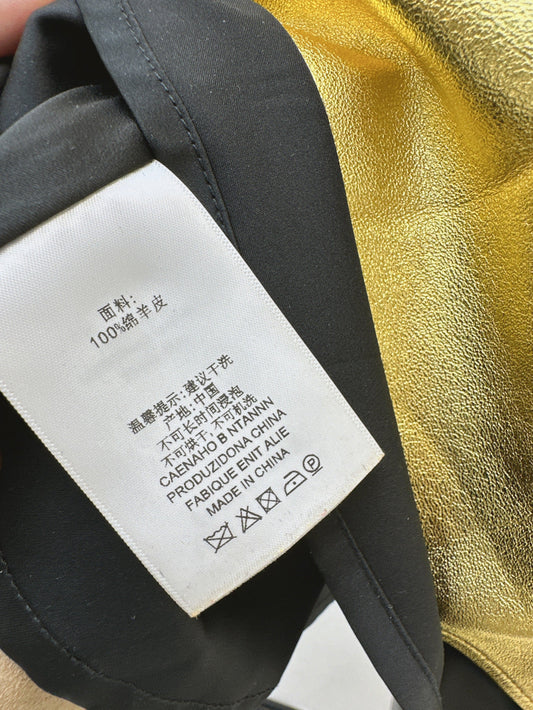 面料:
100%绵羊皮
温馨提示:建议干洗
产地:中国
不可长时间浸泡
不可烘干·不可机洗
CAENAHO B NTANNN
PRODUZIDONA CHINA
FABIQUE ENIT ALIE
MADE IN CHINA
P